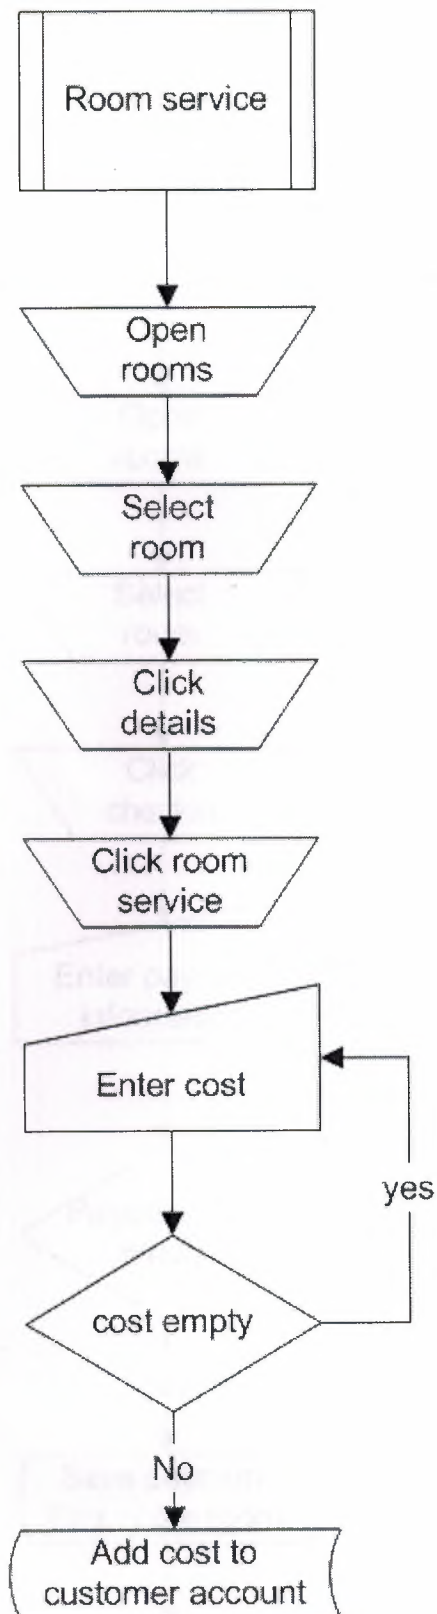 Room service
Open
rooms
Select
room
Click
details
Click room
service
Enter cost
yes
cost empty
No
Add cost to
customer account